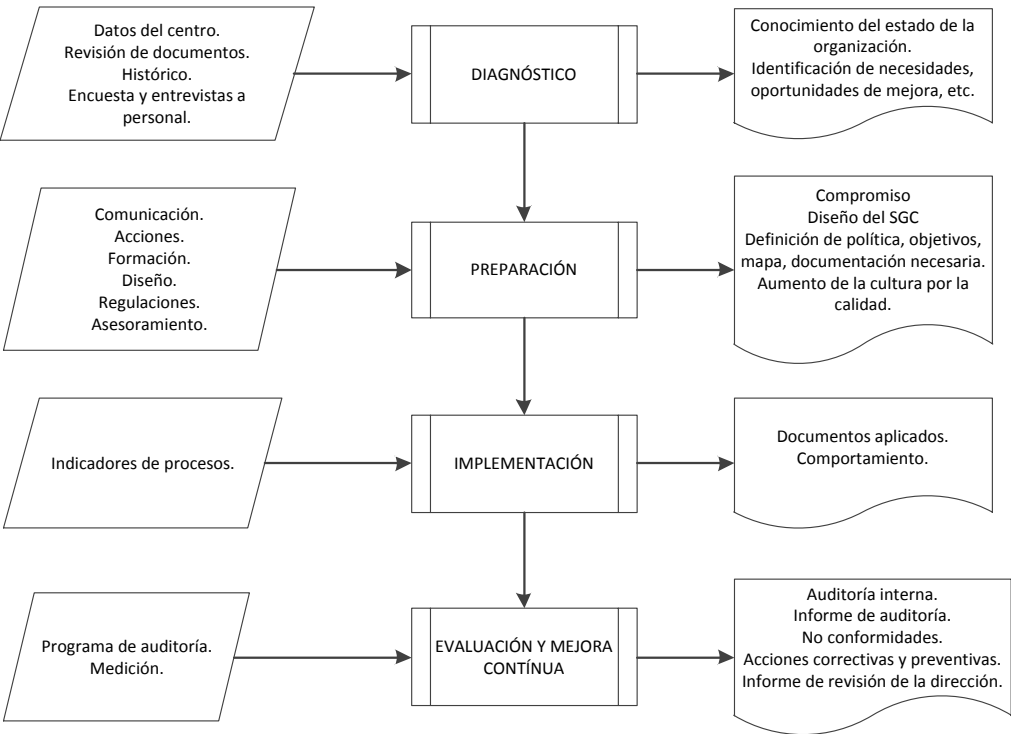 Datos del centro.
Revisión de documentos.
Histórico.
Encuesta y entrevistas a
personal.
DIAGNÓSTICO
Conocimiento del estado de la
organización.
Identificación de necesidades,
oportunidades de mejora, etc.
Comunicación.
Acciones.
Formación.
Diseño.
Regulaciones.
Asesoramiento.
PREPARACIÓN
Compromiso
Diseño del SGC
Definición de política, objetivos,
mapa, documentación necesaria.
Aumento de la cultura por la
calidad.
Indicadores de procesos.
IMPLEMENTACIÓN
Documentos aplicados.
Comportamiento.
Programa de auditoría.
Medición.
EVALUACIÓN Y MEJORA
CONTÍNUA
Auditoría interna.
Informe de auditoría.
No conformidades.
Acciones correctivas y preventivas.
Informe de revisión de la dirección.